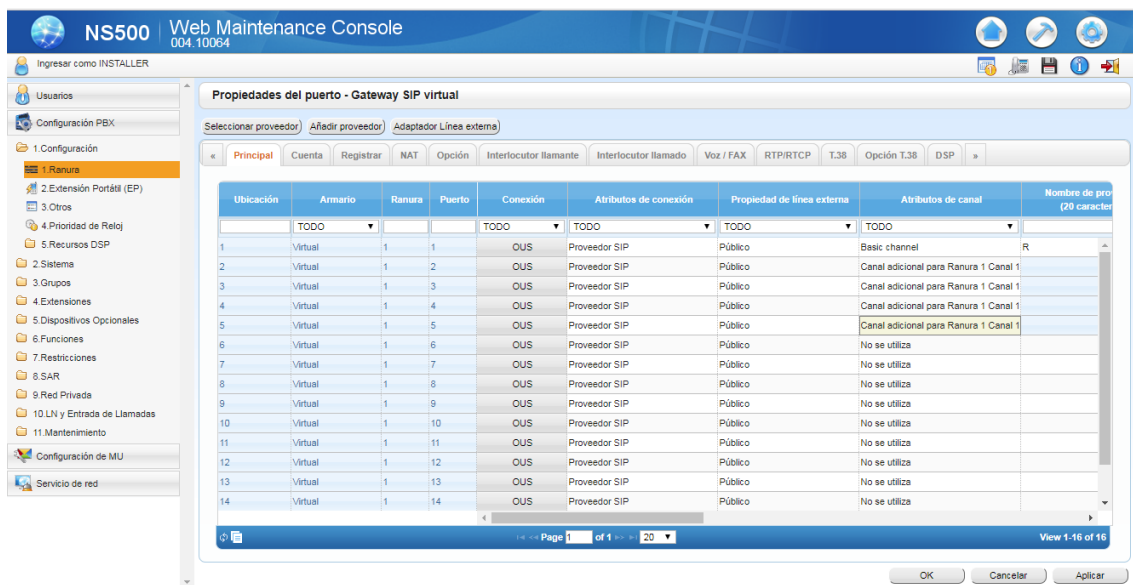 NS500 Web Maintenance Console
004.10064
Ingresar como INSTALLER
Usuarios
Configuración PBX
1.Configuración
1.Ranura
2.Extensión Portátil (EP)
3.Otros
4.Prioridad de Reloj
5.Recursos DSP
2.Sistema
3.Grupos
4.Extensiones
5.Dispositivos Opcionales
6.Funciones
7.Restricciones
8.SAR
9.Red Privada
10.LN y Entrada de Llamadas
11.Mantenimiento
Configuración de MU
Servicio de red
Propiedades del puerto - Gateway SIP virtual
Seleccionar proveedor Añadir proveedor Adaptador Línea externa
« Principal Cuenta Registrar NAT Opción Interlocutor llamante Interlocutor llamado Voz / FAX RTP/RTCP T.38 Opción T.38 DSP »
Ubicación Armario Ranura Puerto Conexión Atributos de conexión Propiedad de línea externa Atributos de canal Nombre de pro
(20 caracter
TODO TODO TODO TODO TODO
1 Virtual 1 1 OUS Proveedor SIP Público Basic channel R
2 Virtual 1 2 OUS Proveedor SIP Público Canal adicional para Ranura 1 Canal 1
3 Virtual 1 3 OUS Proveedor SIP Público Canal adicional para Ranura 1 Canal 1
4 Virtual 1 4 OUS Proveedor SIP Público Canal adicional para Ranura 1 Canal 1
5 Virtual 1 5 OUS Proveedor SIP Público Canal adicional para Ranura 1 Canal 1
6 Virtual 1 6 OUS Proveedor SIP Público No se utiliza
7 Virtual 1 7 OUS Proveedor SIP Público No se utiliza
8 Virtual 1 8 OUS Proveedor SIP Público No se utiliza
9 Virtual 1 9 OUS Proveedor SIP Público No se utiliza
10 Virtual 1 10 OUS Proveedor SIP Público No se utiliza
11 Virtual 1 11 OUS Proveedor SIP Público No se utiliza
12 Virtual 1 12 OUS Proveedor SIP Público No se utiliza
13 Virtual 1 13 OUS Proveedor SIP Público No se utiliza
14 Virtual 1 14 OUS Proveedor SIP Público No se utiliza
Page 1 of 1 20 View 1-16 of 16
OK Cancelar Aplicar